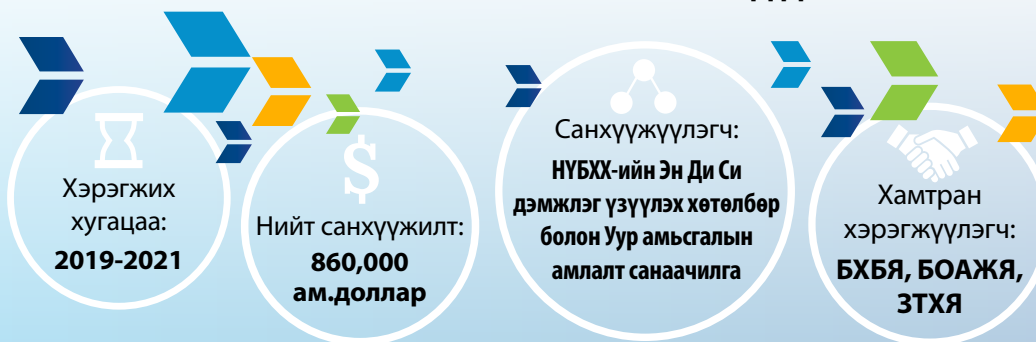 Хэрэгжих
хугацаа:
2019-2021
$
Нийт санхүүжилт:
860,000
ам.доллар
Санхүүжүүлэгч:
НҮБХХ-ийн Эн Ди Си
дэмжлэг үзүүлэх хөтөлбөр
болон Уур амьсгалын
амлалт санаачилга
Хамтран
хэрэгжүүлэгч:
БХБЯ, БОАЖЯ,
ЗТХЯ